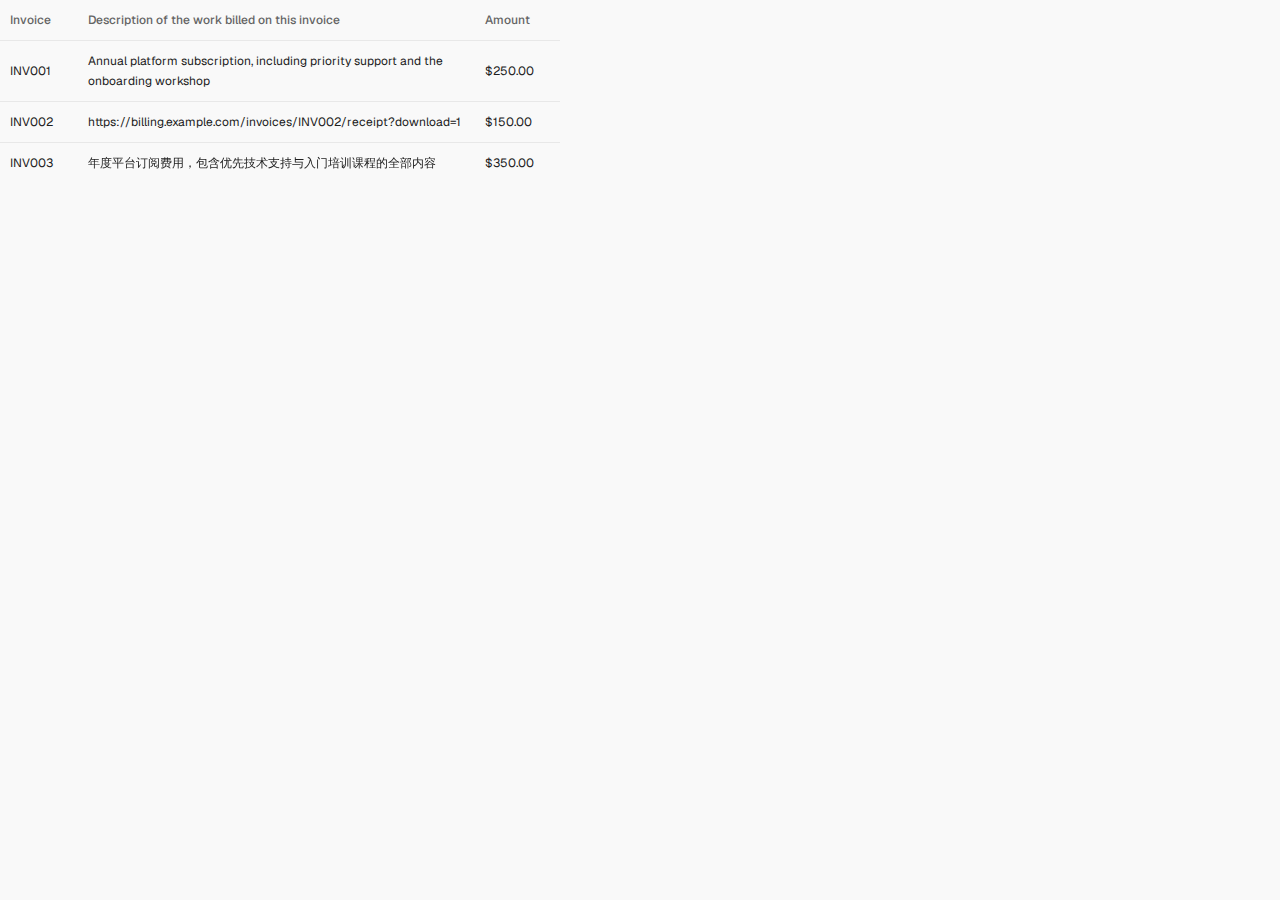 Invoice Description of the work billed on this invoice Amount
INV001 Annual platform subscription, including priority support and the onboarding workshop $250.00
INV002 https://billing.example.com/invoices/INV002/receipt?download=1 $150.00
INV003 年度平台订阅费用，包含优先技术支持与入门培训课程的全部内容 $350.00